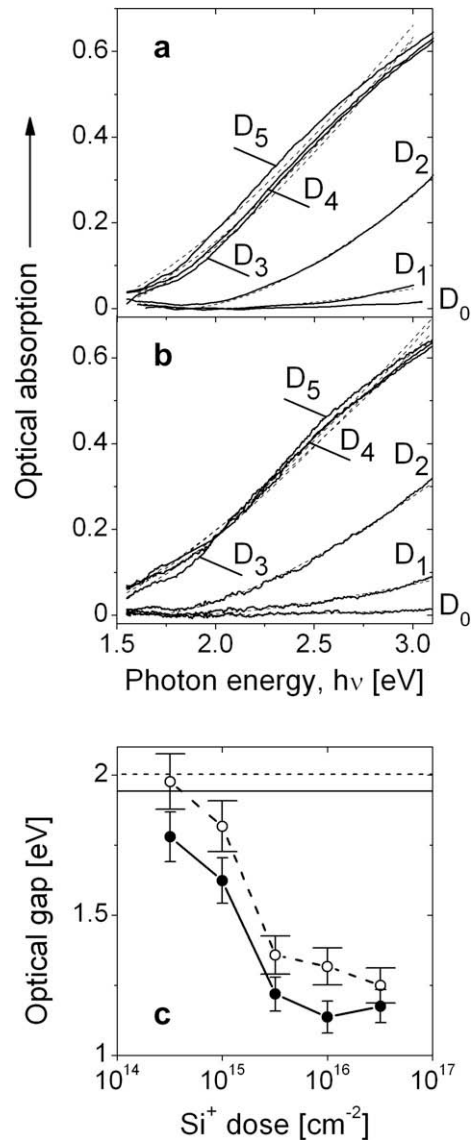 a
0.6
0.4
0.2
0
D5
D4
D3
D2
D1
D0
Optical absorption
b
0.6
0.4
0.2
0
D5
D4
D3
D2
D1
D0
1.5 2.0 2.5 3.0
Photon energy, hν [eV]
2
1.5
1
Optical gap [eV]
c
10^14 10^15 10^16 10^17
Si+ dose [cm-2]